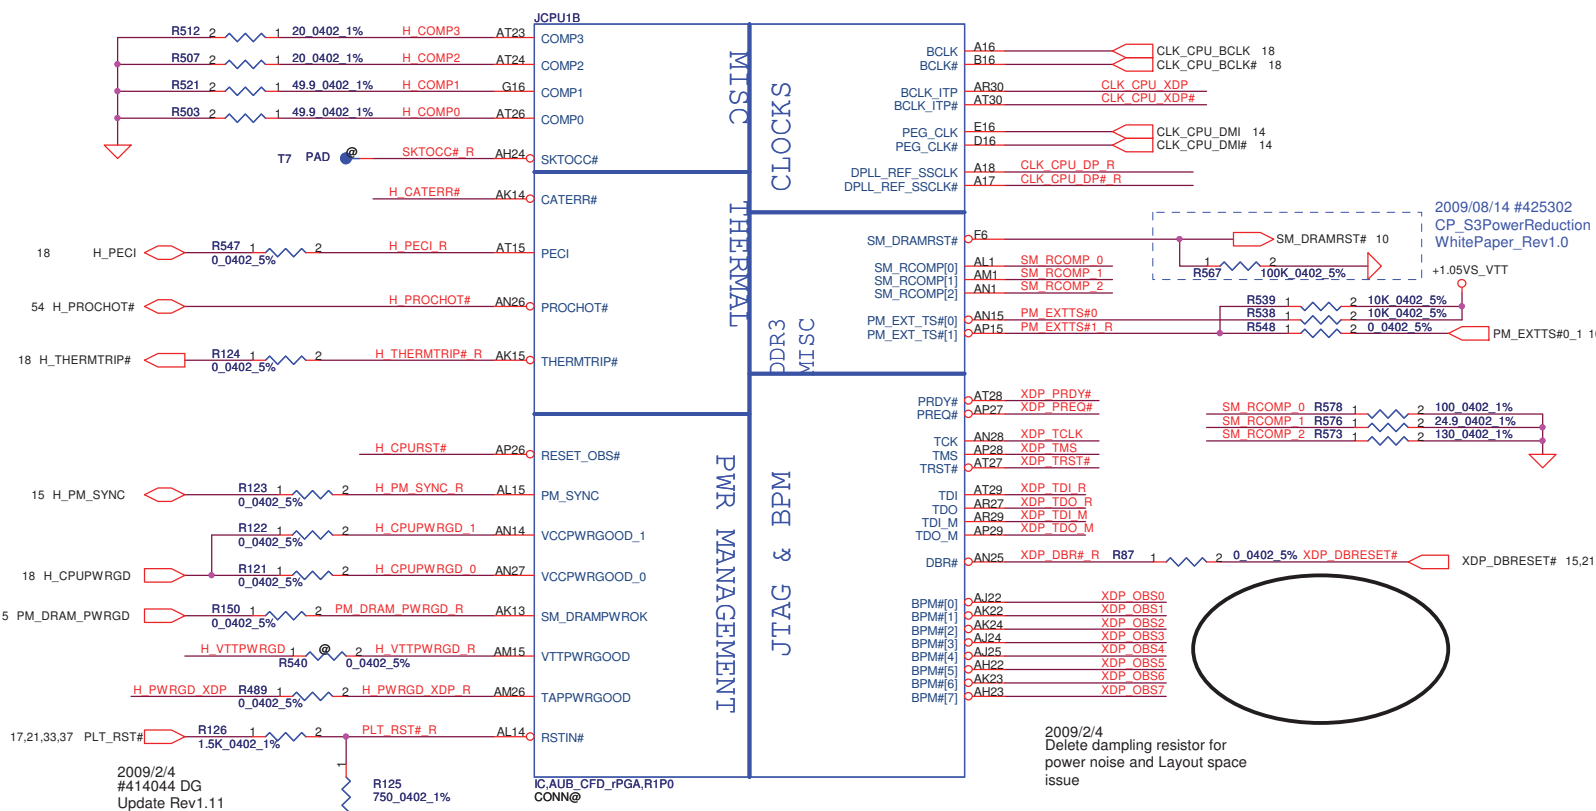 JCPU1B
R512 2 1 20_0402_1% H_COMP3 AT23 COMP3
R507 2 1 20_0402_1% H_COMP2 AT24 COMP2
R521 2 1 49.9_0402_1% H_COMP1 G16 COMP1
R503 2 1 49.9_0402_1% H_COMP0 AT26 COMP0
T7 PAD @ SKTOCC#_R AH24 SKTOCC#
H_CATERR# AK14 CATERR#
18 H_PECI R547 1 2 H_PECI_R AT15 PECI
0_0402_5%
54 H_PROCHOT# H_PROCHOT# AN26 PROCHOT#
18 H_THERMTRIP# R124 1 2 H_THERMTRIP#_R AK15 THERMTRIP#
0_0402_5%
H_CPURST# AP26 RESET_OBS#
15 H_PM_SYNC R123 1 2 H_PM_SYNC_R AL15 PM_SYNC
0_0402_5%
R122 1 2 H_CPUPWRGD_1 AN14 VCCPWRGOOD_1
0_0402_5%
18 H_CPUPWRGD R121 1 2 H_CPUPWRGD_0 AN27 VCCPWRGOOD_0
0_0402_5%
5 PM_DRAM_PWRGD R150 1 2 PM_DRAM_PWRGD_R AK13 SM_DRAMPWROK
0_0402_5%
H_VTTPWRGD 1 @ 2 H_VTTPWRGD_R AM15 VTTPWRGOOD
R540 0_0402_5%
H_PWRGD_XDP R489 1 2 H_PWRGD_XDP_R AM26 TAPPWRGOOD
0_0402_5%
17,21,33,37 PLT_RST# R126 1 2 PLT_RST#_R AL14 RSTIN#
1.5K_0402_1%
1
R125
750_0402_1%
2009/2/4
#414044 DG
Update Rev1.11
IC,AUB_CFD_rPGA,R1P0
CONN@
MISC
THERMAL
PWR MANAGEMENT
CLOCKS
DDR3
MISC
JTAG & BPM
BCLK A16 CLK_CPU_BCLK 18
BCLK# B16 CLK_CPU_BCLK# 18
BCLK_ITP AR30 CLK_CPU_XDP
BCLK_ITP# AT30 CLK_CPU_XDP#
PEG_CLK E16 CLK_CPU_DMI 14
PEG_CLK# D16 CLK_CPU_DMI# 14
DPLL_REF_SSCLK A18 CLK_CPU_DP_R
DPLL_REF_SSCLK# A17 CLK_CPU_DP#_R
2009/08/14 #425302
CP_S3PowerReduction
WhitePaper_Rev1.0
SM_DRAMRST# F6 SM_DRAMRST# 10
R567 1 2 100K_0402_5%
SM_RCOMP[0] AL1 SM_RCOMP_0
SM_RCOMP[1] AM1 SM_RCOMP_1
SM_RCOMP[2] AN1 SM_RCOMP_2
+1.05VS_VTT
R539 1 2 10K_0402_5%
PM_EXT_TS#[0] AN15 PM_EXTTS#0 R538 1 2 10K_0402_5%
PM_EXT_TS#[1] AP15 PM_EXTTS#1_R R548 1 2 0_0402_5% PM_EXTTS#0_1
PRDY# AT28 XDP_PRDY#
PREQ# AP27 XDP_PREQ#
SM_RCOMP_0 R578 1 2 100_0402_1%
SM_RCOMP_1 R576 1 2 24.9_0402_1%
SM_RCOMP_2 R573 1 2 130_0402_1%
TCK AN28 XDP_TCLK
TMS AP28 XDP_TMS
TRST# AT27 XDP_TRST#
TDI AT29 XDP_TDI_R
TDO AR27 XDP_TDO_R
TDI_M AR29 XDP_TDI_M
TDO_M AP29 XDP_TDO_M
DBR# AN25 XDP_DBR#_R R87 1 2 0_0402_5% XDP_DBRESET# XDP_DBRESET# 15,21
BPM#[0] AJ22 XDP_OBS0
BPM#[1] AK22 XDP_OBS1
BPM#[2] AK24 XDP_OBS2
BPM#[3] AJ24 XDP_OBS3
BPM#[4] AJ25 XDP_OBS4
BPM#[5] AH22 XDP_OBS5
BPM#[6] AK23 XDP_OBS6
BPM#[7] AH23 XDP_OBS7
2009/2/4
Delete dampling resistor for
power noise and Layout space
issue